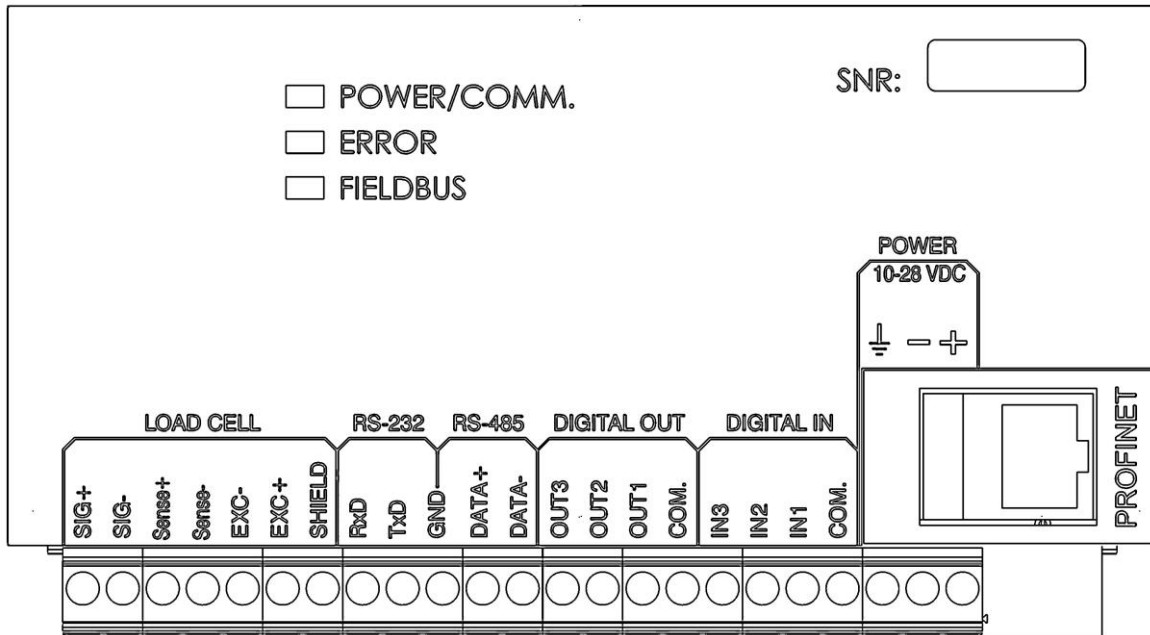 SNR:
POWER/COMM.
ERROR
FIELDBUS
POWER
10-28 VDC
LOAD CELL
RS-232
RS-485
DIGITAL OUT
DIGITAL IN
SIG+
SIG-
Sense+
Sense-
EXC-
EXC+
SHIELD
RxD
TxD
GND
DATA+
DATA-
OUT3
OUT2
OUT1
COM.
IN3
IN2
IN1
COM.
PROFINET